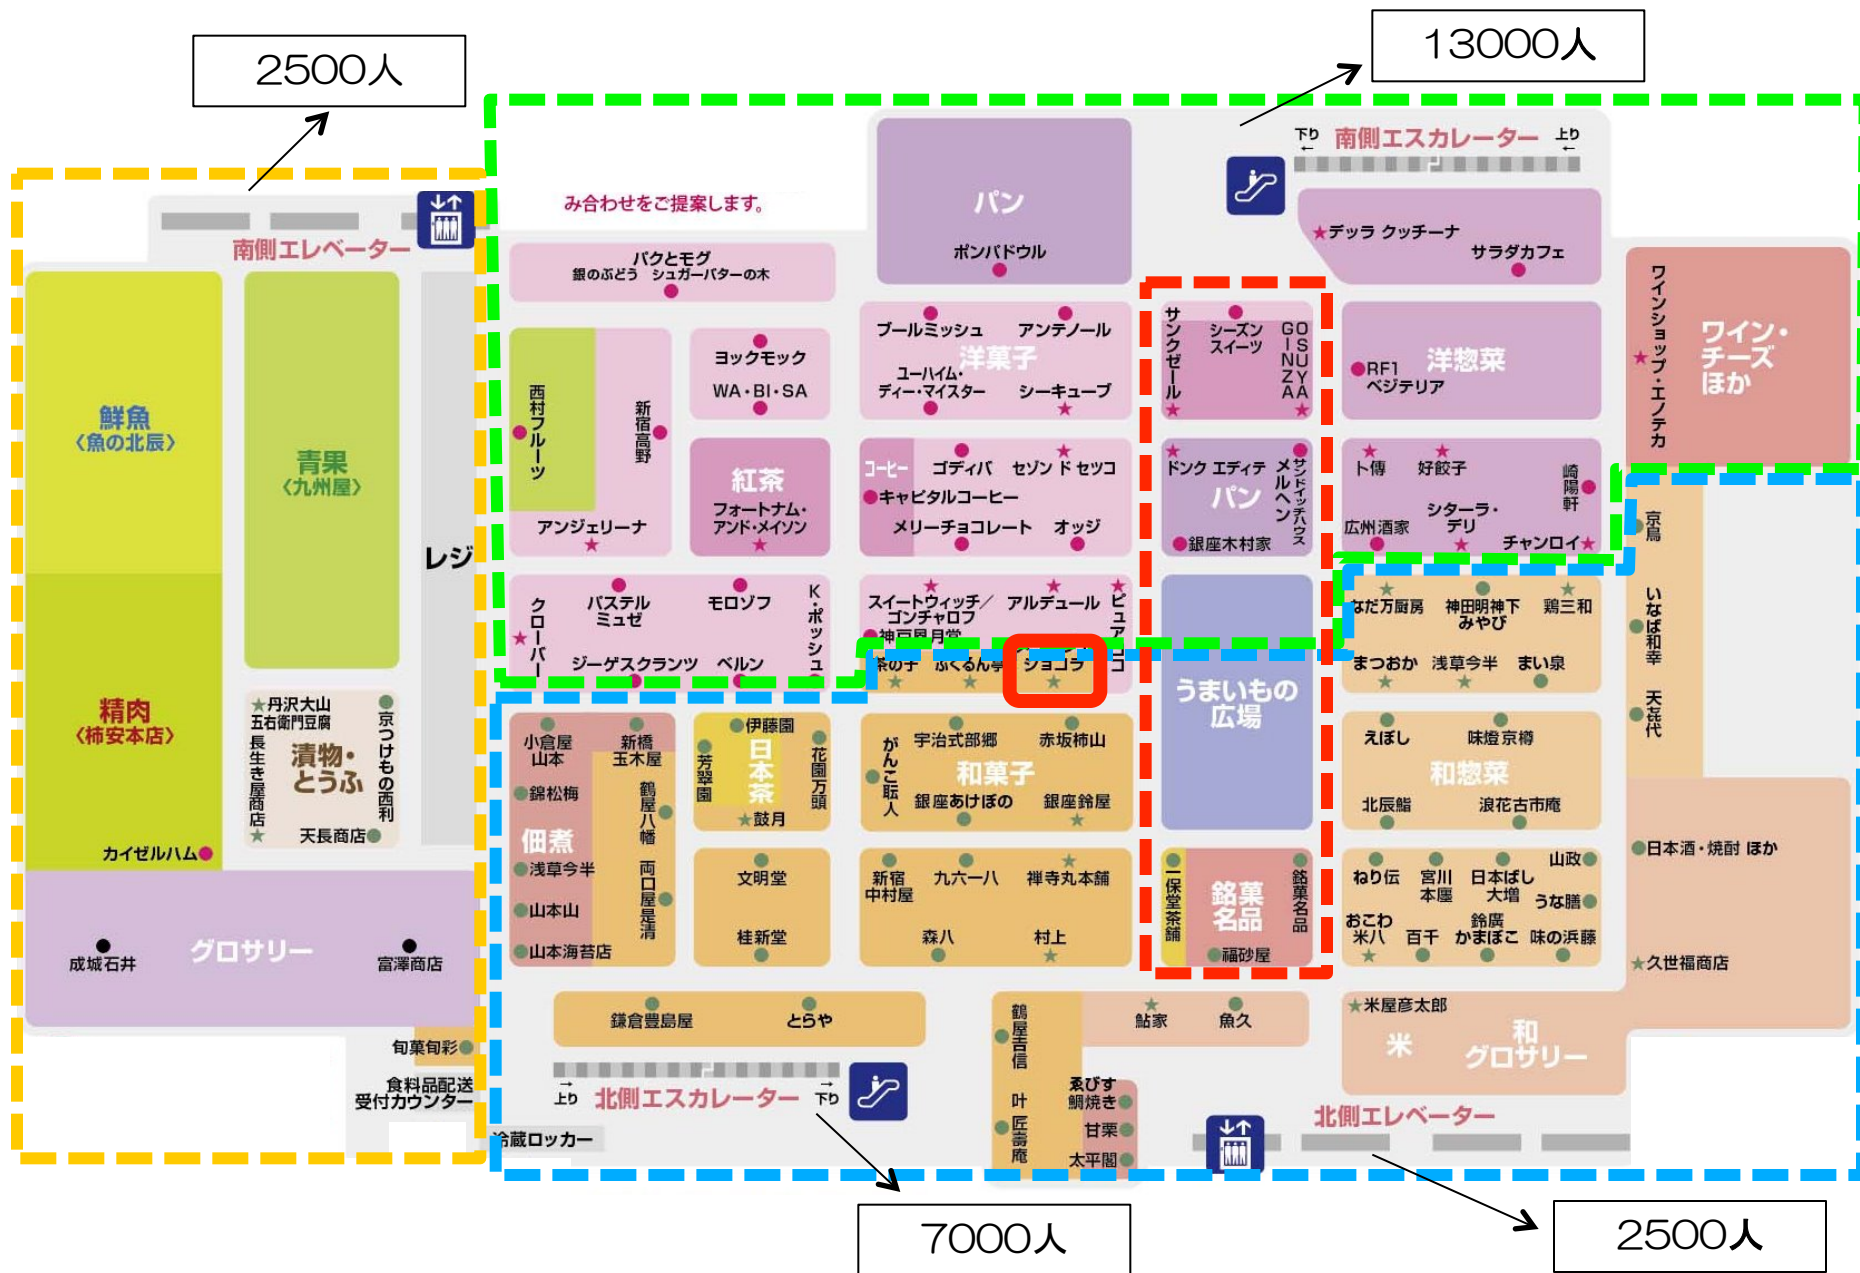 2500人
13000人
下り
←
南側エスカレーター
上り
←
み合わせをご提案します。
パン
ポンパドウル
デッラ クッチーナ
サラダカフェ
南側エレベーター
バクとモグ
銀のぶどう シュガーバターの木
ワインショップ・エノテカ
ワイン・
チーズ
ほか
鮮魚
〈魚の北辰〉
青果
〈九州屋〉
レジ
西村フルーツ
新宿高野
アンジェリーナ
ヨックモック
WA・BI・SA
紅茶
フォートナム・
アンド・メイソン
ブールミッシュ
アンテノール
洋菓子
ユーハイム・
ディー・マイスター
シーキューブ
サンクゼール
シーズン
スイーツ
GINZA
OSUYA
洋惣菜
RF1
ベジテリア
コーヒー
ゴディバ
セゾン ド セツコ
キャピタルコーヒー
メリーチョコレート
オッジ
ドンク エディテ
パン
サンドイッチハウス
メルヘン
銀座木村家
ト傳
好餃子
崎陽軒
広州酒家
シターラ・
デリ
チャンロイ
京鳥
いなば和幸
天㐂代
クローバー
パステル
ミュゼ
モロゾフ
K・ポッシュ
ジーゲスクランツ
ベルン
スイートウィッチ/
ゴンチャロフ
アルデュール
神戸風月堂
茶の子
ふくろん亭
ショコラ
うまいもの
広場
なだ万厨房
神田明神下
みやび
鶏三和
まつおか
浅草今半
まい泉
精肉
〈柿安本店〉
カイゼルハム
丹沢大山
五右衛門豆腐
長生き屋商店
漬物・
とうふ
京つけもの西利
天長商店
小倉屋
山本
新橋
玉木屋
錦松梅
佃煮
鶴屋八幡
浅草今半
両口屋是清
山本山
山本海苔店
伊藤園
芳翠園
日本茶
花園万頭
鼓月
がんこ職人
宇治式部郷
赤坂柿山
和菓子
銀座あけぼの
銀座鈴屋
えぼし
味燈京樽
和惣菜
北辰鮨
浪花古市庵
文明堂
桂新堂
新宿
中村屋
九六一八
禅寺丸本舗
森八
村上
一保堂茶舗
銘菓
名品
銘菓名品
福砂屋
ねり伝
宮川
本廛
日本ばし
大増
山政
うな膳
おこわ
米八
百千
鈴廣
かまぼこ
味の浜藤
日本酒・焼酎 ほか
久世福商店
成城石井
グロサリー
富澤商店
旬菓旬彩
食料品配送
受付カウンター
冷蔵ロッカー
鎌倉豊島屋
とらや
→
上り
北側エスカレーター
→
下り
鶴屋吉信
叶 匠壽庵
鮎家
魚久
ゑびす
鯛焼き
甘栗
太平閣
米屋彦太郎
米
和
グロサリー
北側エレベーター
7000人
2500人